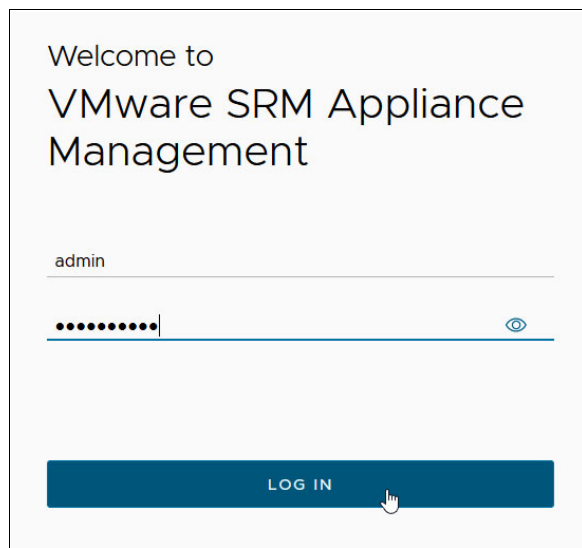 Welcome to
VMware SRM Appliance
Management
admin
••••••••••
LOG IN